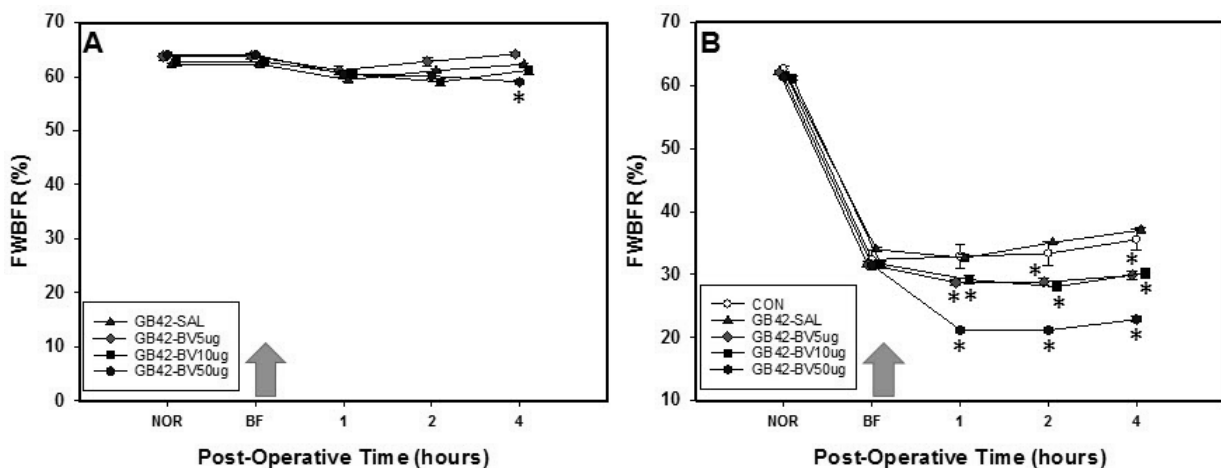 A
FWBFR (%)
70
60
50
40
30
20
10
0
*
GB42-SAL
GB42-BV5ug
GB42-BV10ug
GB42-BV50ug
NOR BF 1 2 4
Post-Operative Time (hours)
B
FWBFR (%)
70
60
50
40
30
20
10
* *
* * * *
* * *
CON
GB42-SAL
GB42-BV5ug
GB42-BV10ug
GB42-BV50ug
NOR BF 1 2 4
Post-Operative Time (hours)